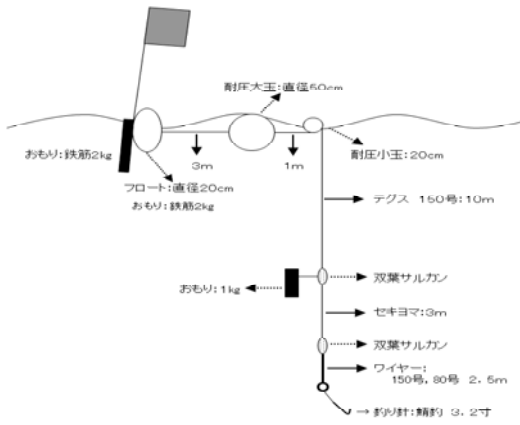 耐圧大玉:直径50cm
おもり:鉄筋2kg
3m
1m
耐圧小玉:20cm
フロート:直径20cm
おもり:鉄筋2kg
テグス 150号:10m
双葉サルカン
おもり:1kg
セキヨマ:3m
双葉サルカン
ワイヤー:
150号,80号 2.5m
→ 釣り針:鮪釣 3.2寸